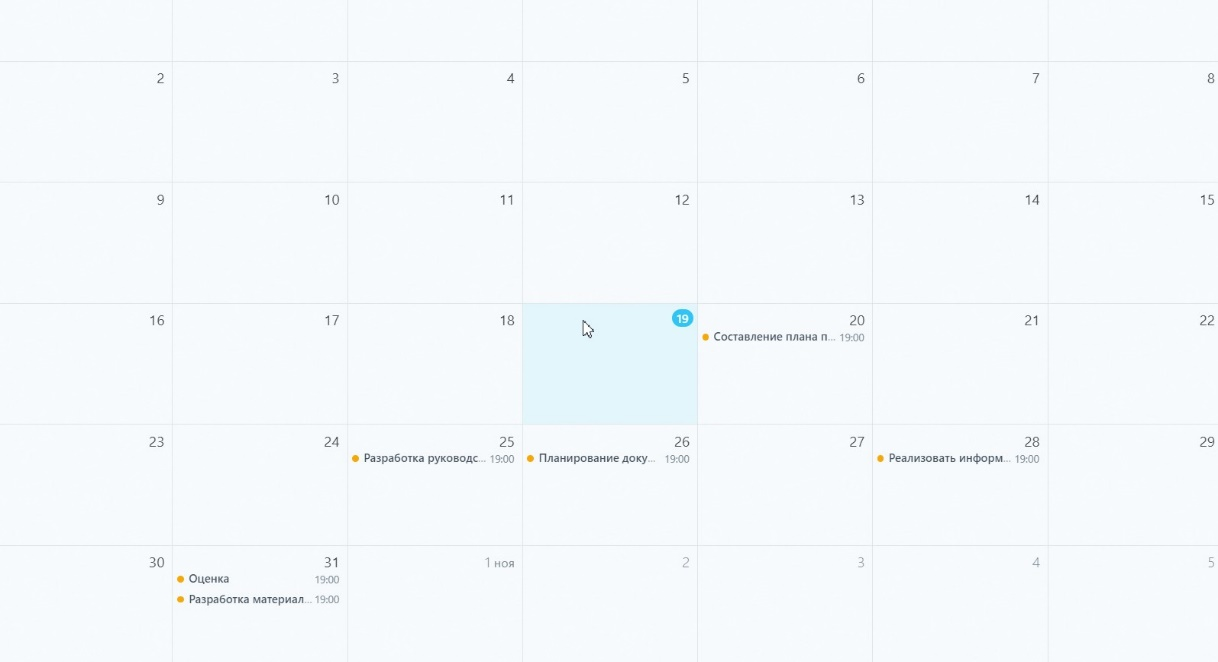 2 3 4 5 6 7 8
9 10 11 12 13 14 15
16 17 18 19 20 21 22
Составление плана п... 19:00
23 24 25 26 27 28 29
Разработка руководс... 19:00 Планирование доку... 19:00 Реализовать информ... 19:00
30 31 1 ноя 2 3 4 5
Оценка 19:00
Разработка материал... 19:00